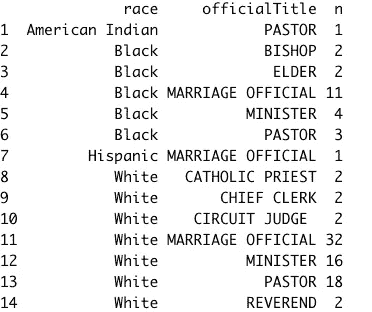 race officialTitle n
1 American Indian PASTOR 1
2 Black BISHOP 2
3 Black ELDER 2
4 Black MARRIAGE OFFICIAL 11
5 Black MINISTER 4
6 Black PASTOR 3
7 Hispanic MARRIAGE OFFICIAL 1
8 White CATHOLIC PRIEST 2
9 White CHIEF CLERK 2
10 White CIRCUIT JUDGE 2
11 White MARRIAGE OFFICIAL 32
12 White MINISTER 16
13 White PASTOR 18
14 White REVEREND 2